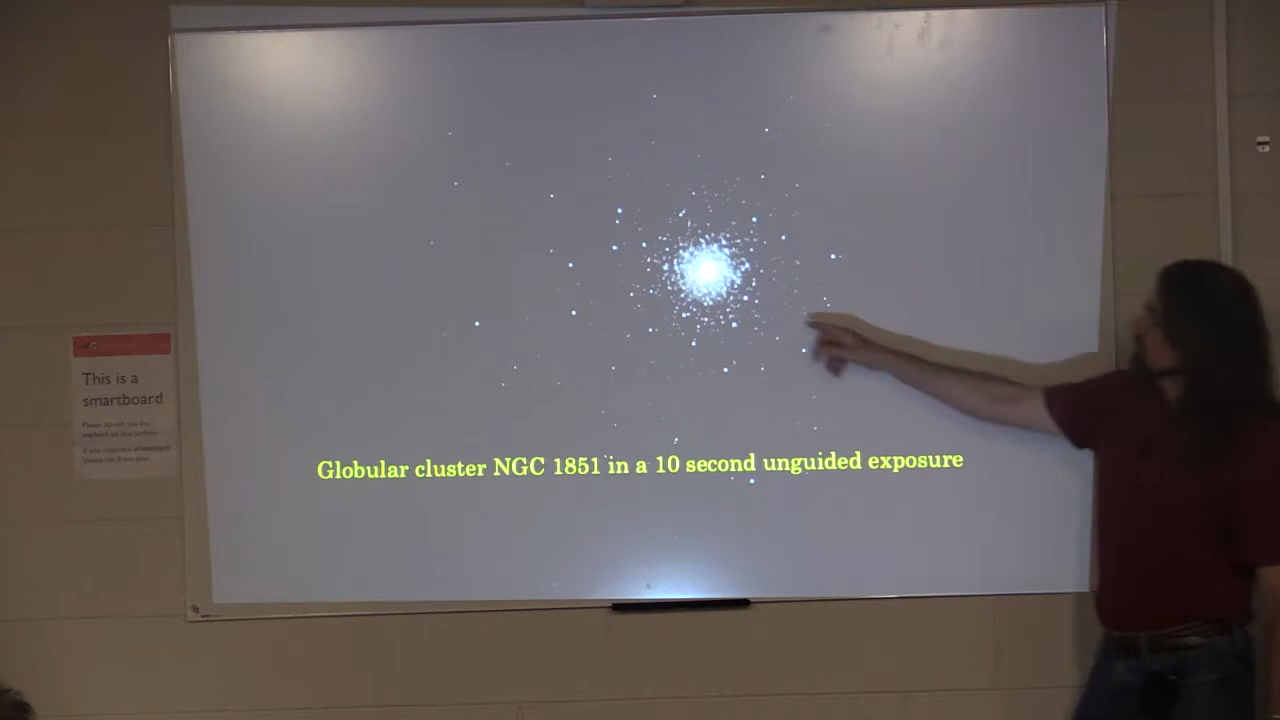 This is a
smartboard
Globular cluster NGC 1851 in a 10 second unguided exposure